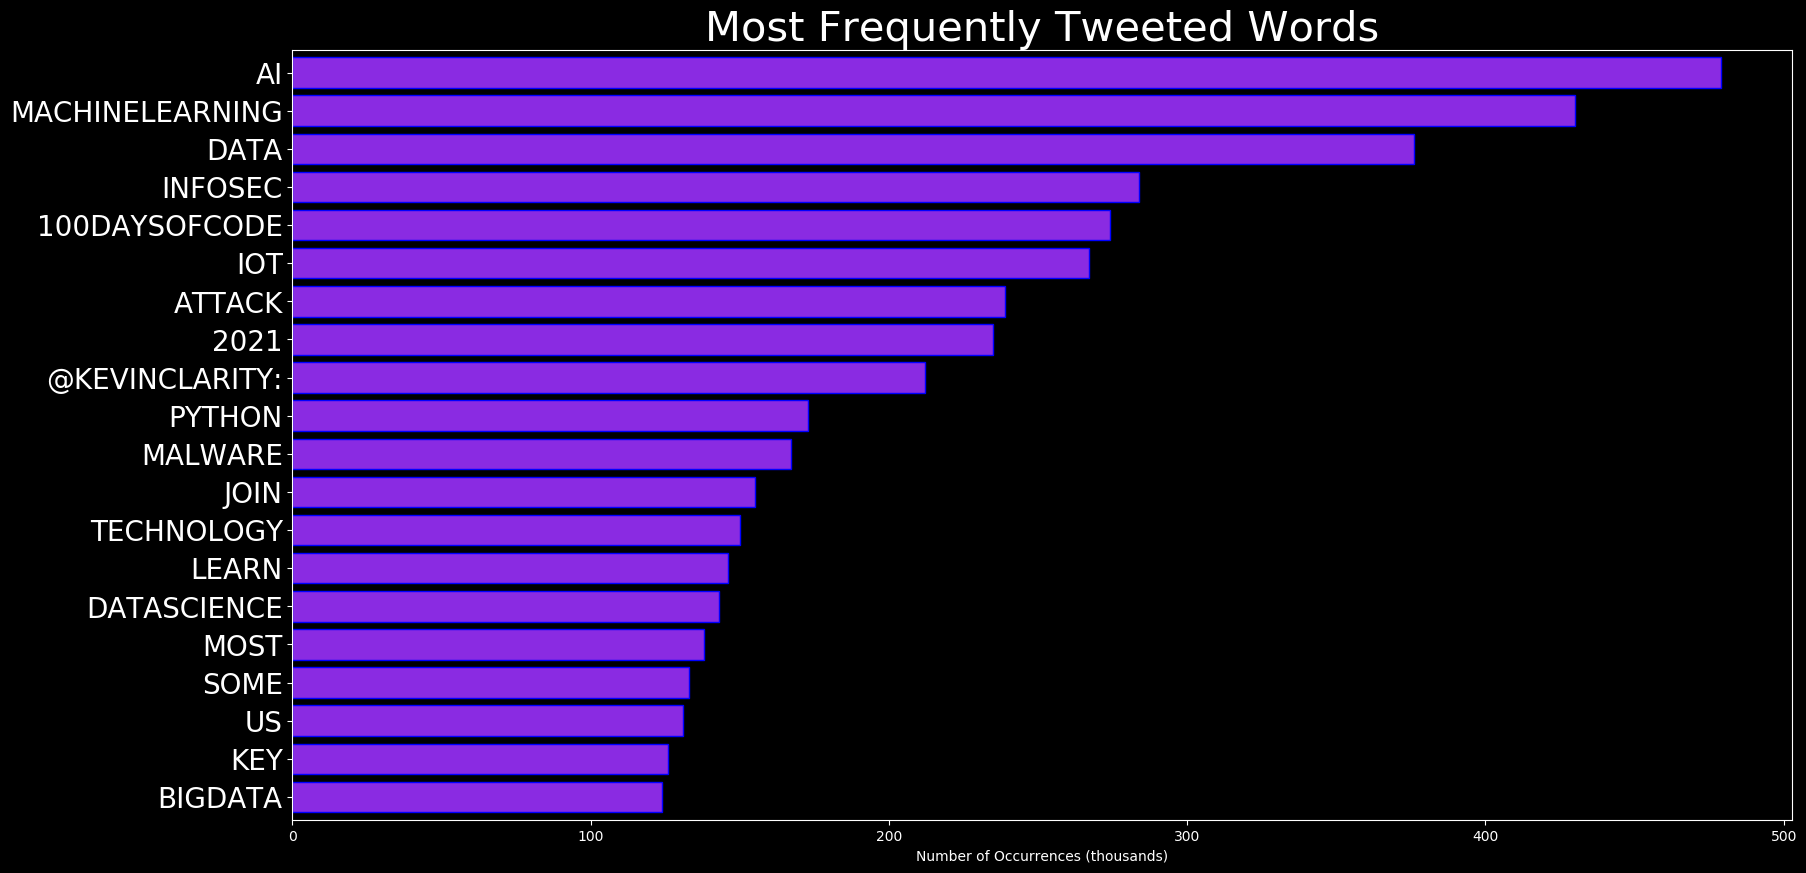 Most Frequently Tweeted Words
AI
MACHINELEARNING
DATA
INFOSEC
100DAYSOFCODE
IOT
ATTACK
2021
@KEVINCLARITY:
PYTHON
MALWARE
JOIN
TECHNOLOGY
LEARN
DATASCIENCE
MOST
SOME
US
KEY
BIGDATA
0 100 200 300 400 500
Number of Occurrences (thousands)